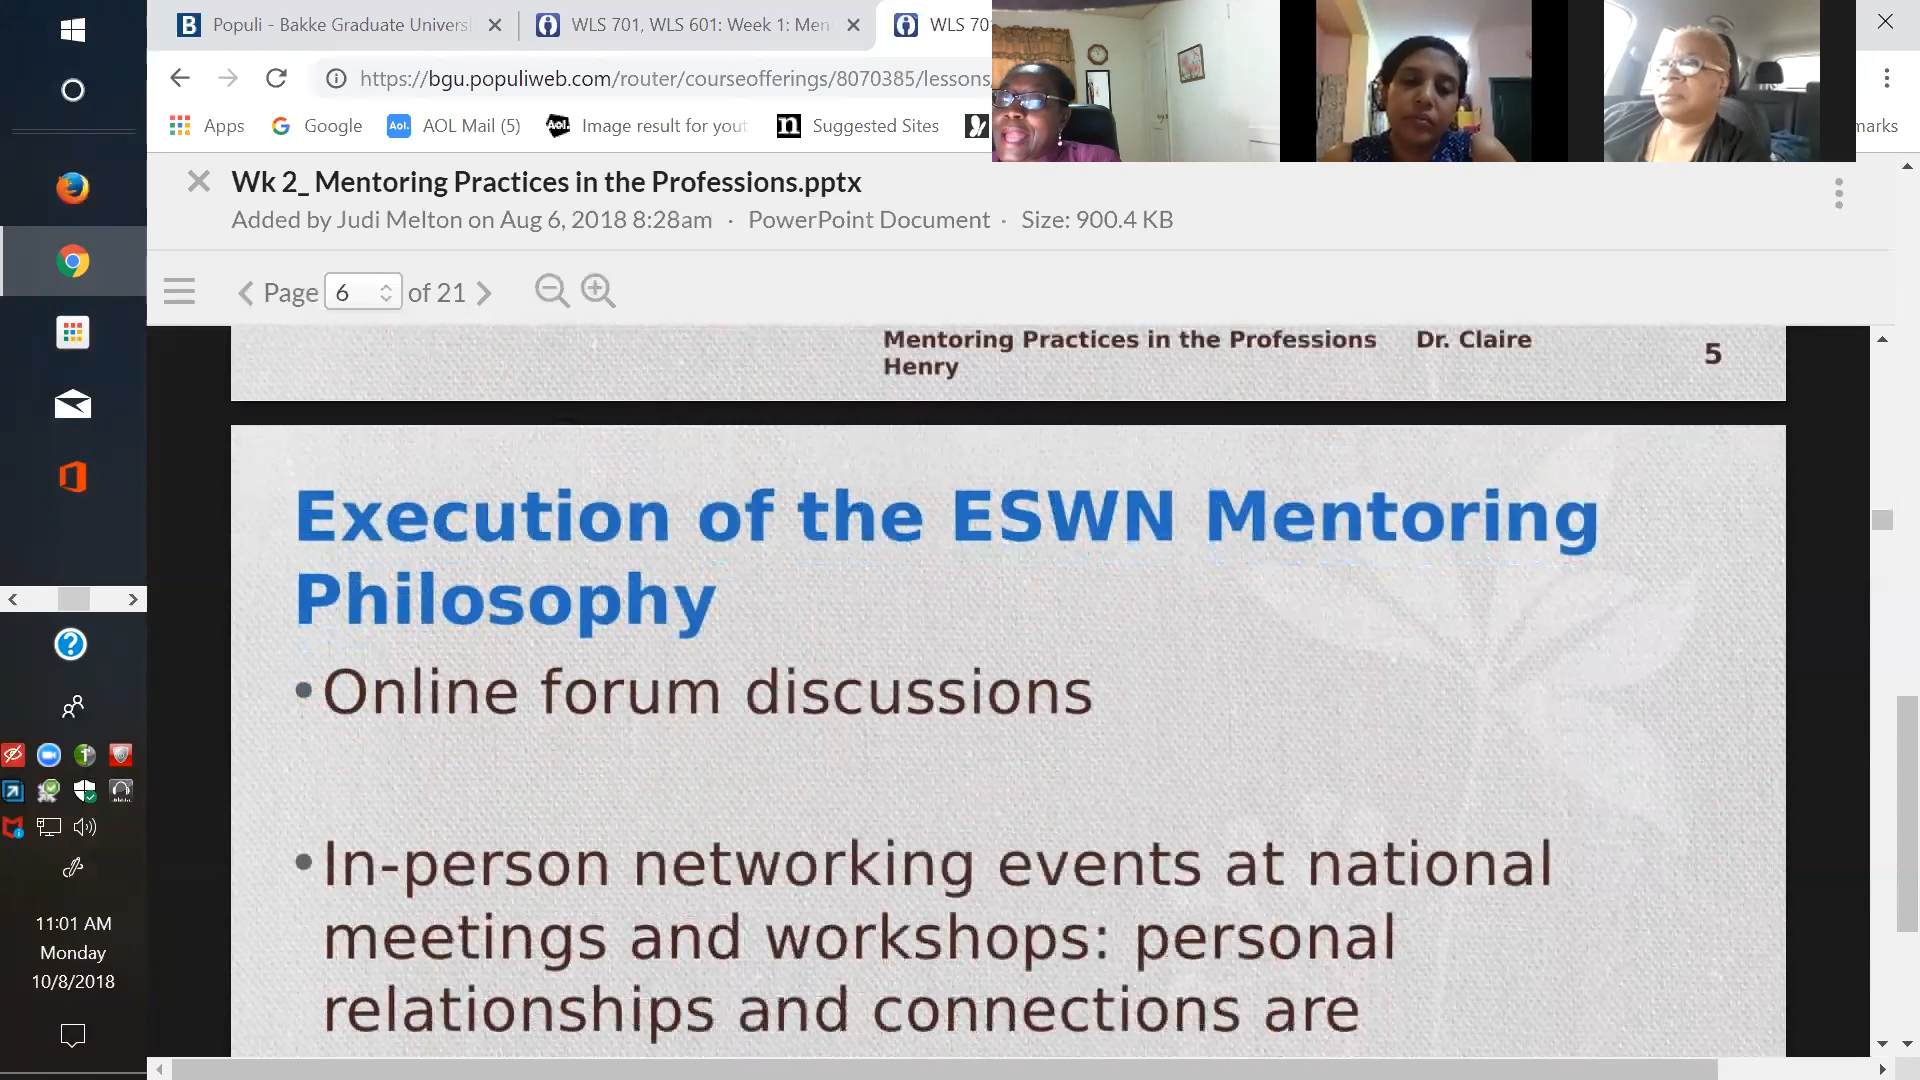 Populi - Bakke Graduate Univers
WLS 701, WLS 601: Week 1: Men
WLS 70
https://bgu.populiweb.com/router/courseofferings/8070385/lessons
Apps
Google
Aol.
AOL Mail (5)
Aol.
Image result for yout
Suggested Sites
marks
Wk 2_ Mentoring Practices in the Professions.pptx
Added by Judi Melton on Aug 6, 2018 8:28am · PowerPoint Document · Size: 900.4 KB
Page 6 of 21
Mentoring Practices in the Professions Dr. Claire
Henry
5
Execution of the ESWN Mentoring
Philosophy
•Online forum discussions
•In-person networking events at national
meetings and workshops: personal
relationships and connections are
11:01 AM
Monday
10/8/2018